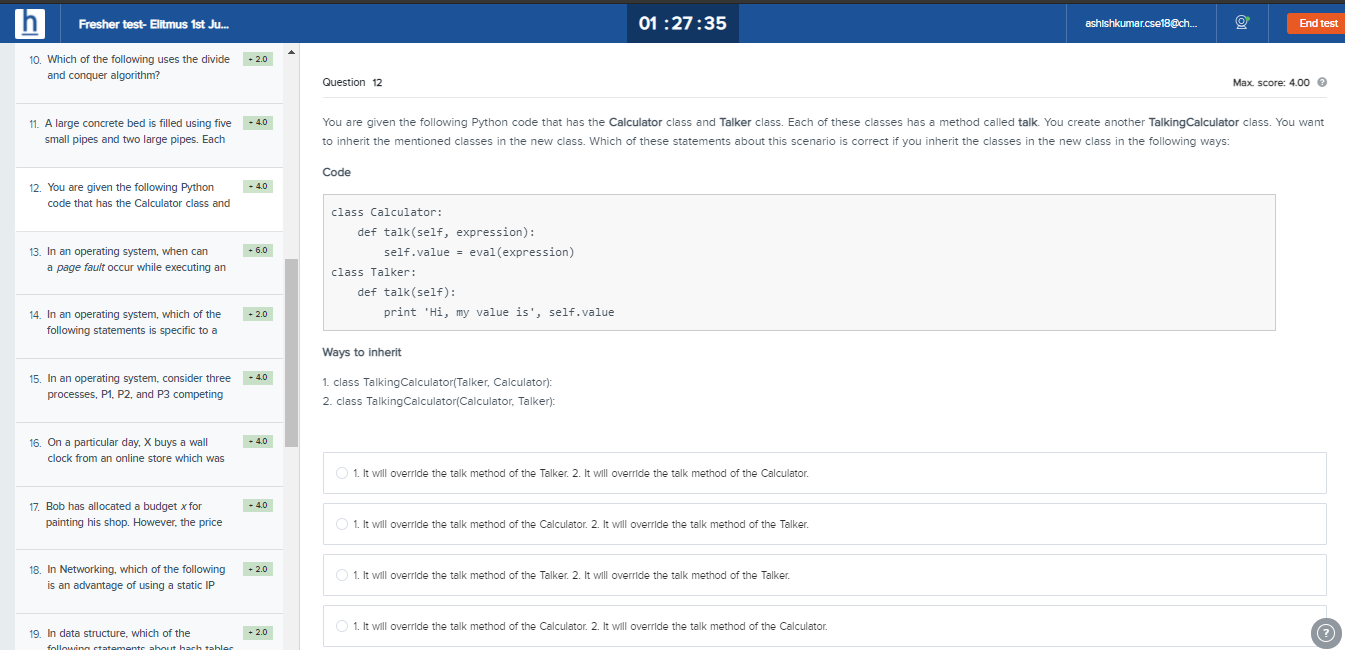 h
Fresher test- Elitmus 1st Ju...
01 : 27 : 35
ashishkumar.cse18@ch...
End test
10. Which of the following uses the divide
and conquer algorithm?
+ 2.0
11. A large concrete bed is filled using five
small pipes and two large pipes. Each
+ 4.0
12. You are given the following Python
code that has the Calculator class and
+ 4.0
13. In an operating system, when can
a page fault occur while executing an
+ 6.0
14. In an operating system, which of the
following statements is specific to a
+ 2.0
15. In an operating system, consider three
processes, P1, P2, and P3 competing
+ 4.0
16. On a particular day, X buys a wall
clock from an online store which was
+ 4.0
17. Bob has allocated a budget x for
painting his shop. However, the price
+ 4.0
18. In Networking, which of the following
is an advantage of using a static IP
+ 2.0
19. In data structure, which of the
following statements about hash tables
+ 2.0
Question 12
Max. score: 4.00 ?
You are given the following Python code that has the Calculator class and Talker class. Each of these classes has a method called talk. You create another TalkingCalculator class. You want
to inherit the mentioned classes in the new class. Which of these statements about this scenario is correct if you inherit the classes in the new class in the following ways:
Code
class Calculator:
    def talk(self, expression):
        self.value = eval(expression)
class Talker:
    def talk(self):
        print 'Hi, my value is', self.value
Ways to inherit
1. class TalkingCalculator(Talker, Calculator):
2. class TalkingCalculator(Calculator, Talker):
1. It will override the talk method of the Talker. 2. It will override the talk method of the Calculator.
1. It will override the talk method of the Calculator. 2. It will override the talk method of the Talker.
1. It will override the talk method of the Talker. 2. It will override the talk method of the Talker.
1. It will override the talk method of the Calculator. 2. It will override the talk method of the Calculator.
?